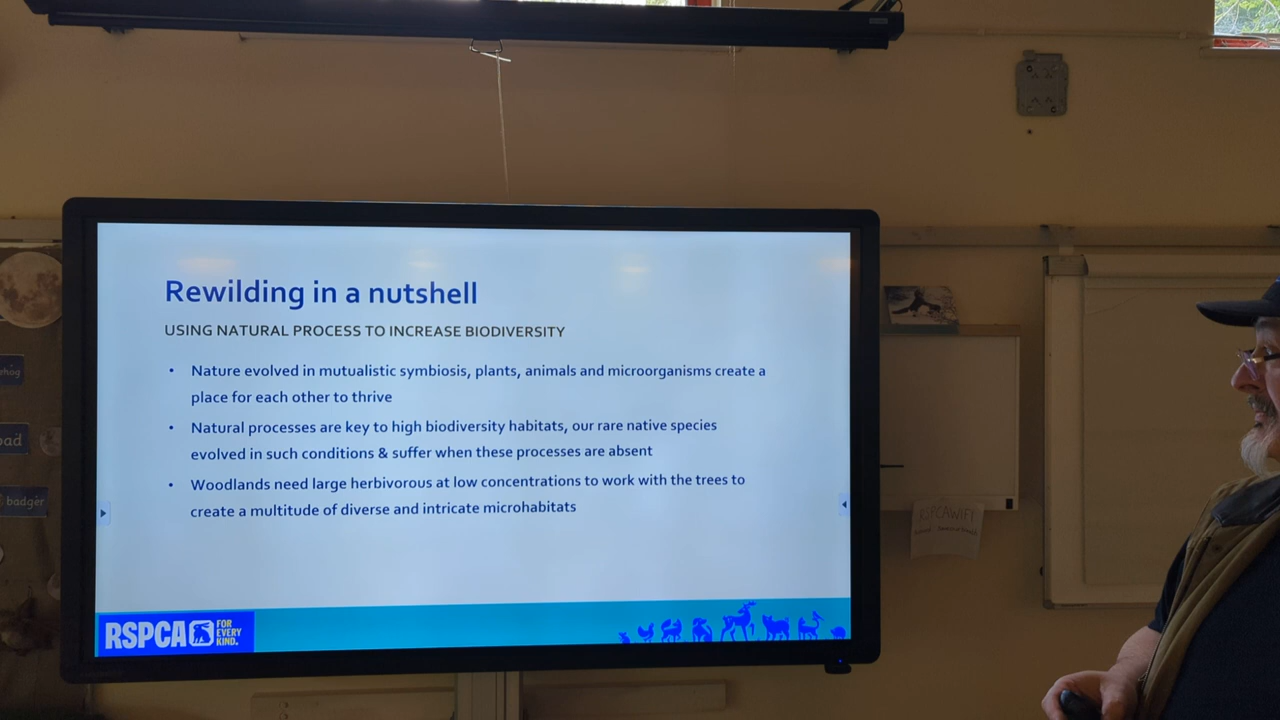 Rewilding in a nutshell
USING NATURAL PROCESS TO INCREASE BIODIVERSITY
• Nature evolved in mutualistic symbiosis, plants, animals and microorganisms create a
place for each other to thrive
• Natural processes are key to high biodiversity habitats, our rare native species
evolved in such conditions & suffer when these processes are absent
• Woodlands need large herbivorous at low concentrations to work with the trees to
create a multitude of diverse and intricate microhabitats
RSPCA
FOR
EVERY
KIND.
badger
RSPCAWIFI